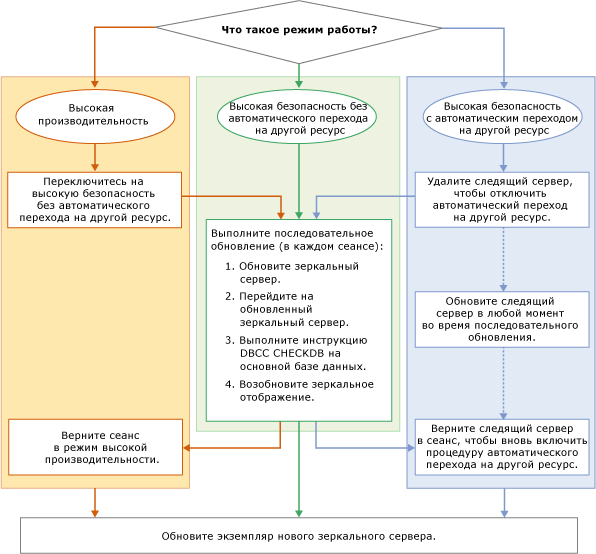 Что такое режим работы?
Высокая
производительность
Высокая безопасность без
автоматического перехода
на другой ресурс
Высокая безопасность
с автоматическим переходом
на другой ресурс
Переключитесь на
высокую безопасность
без автоматического
перехода на другой ресурс.
Удалите следящий сервер,
чтобы отключить
автоматический переход
на другой ресурс.
Выполните последовательное
обновление (в каждом сеансе):
1. Обновите зеркальный
сервер.
2. Перейдите на
обновленный
зеркальный сервер.
3. Выполните инструкцию
DBCC CHECKDB на
основной базе данных.
4. Возобновите зеркальное
отображение.
Обновите следящий
сервер в любой момент
во время последовательного
обновления.
Верните сеанс
в режим высокой
производительности.
Верните следящий сервер
в сеанс, чтобы вновь включить
процедуру автоматического
перехода на другой ресурс.
Обновите экземпляр нового зеркального сервера.